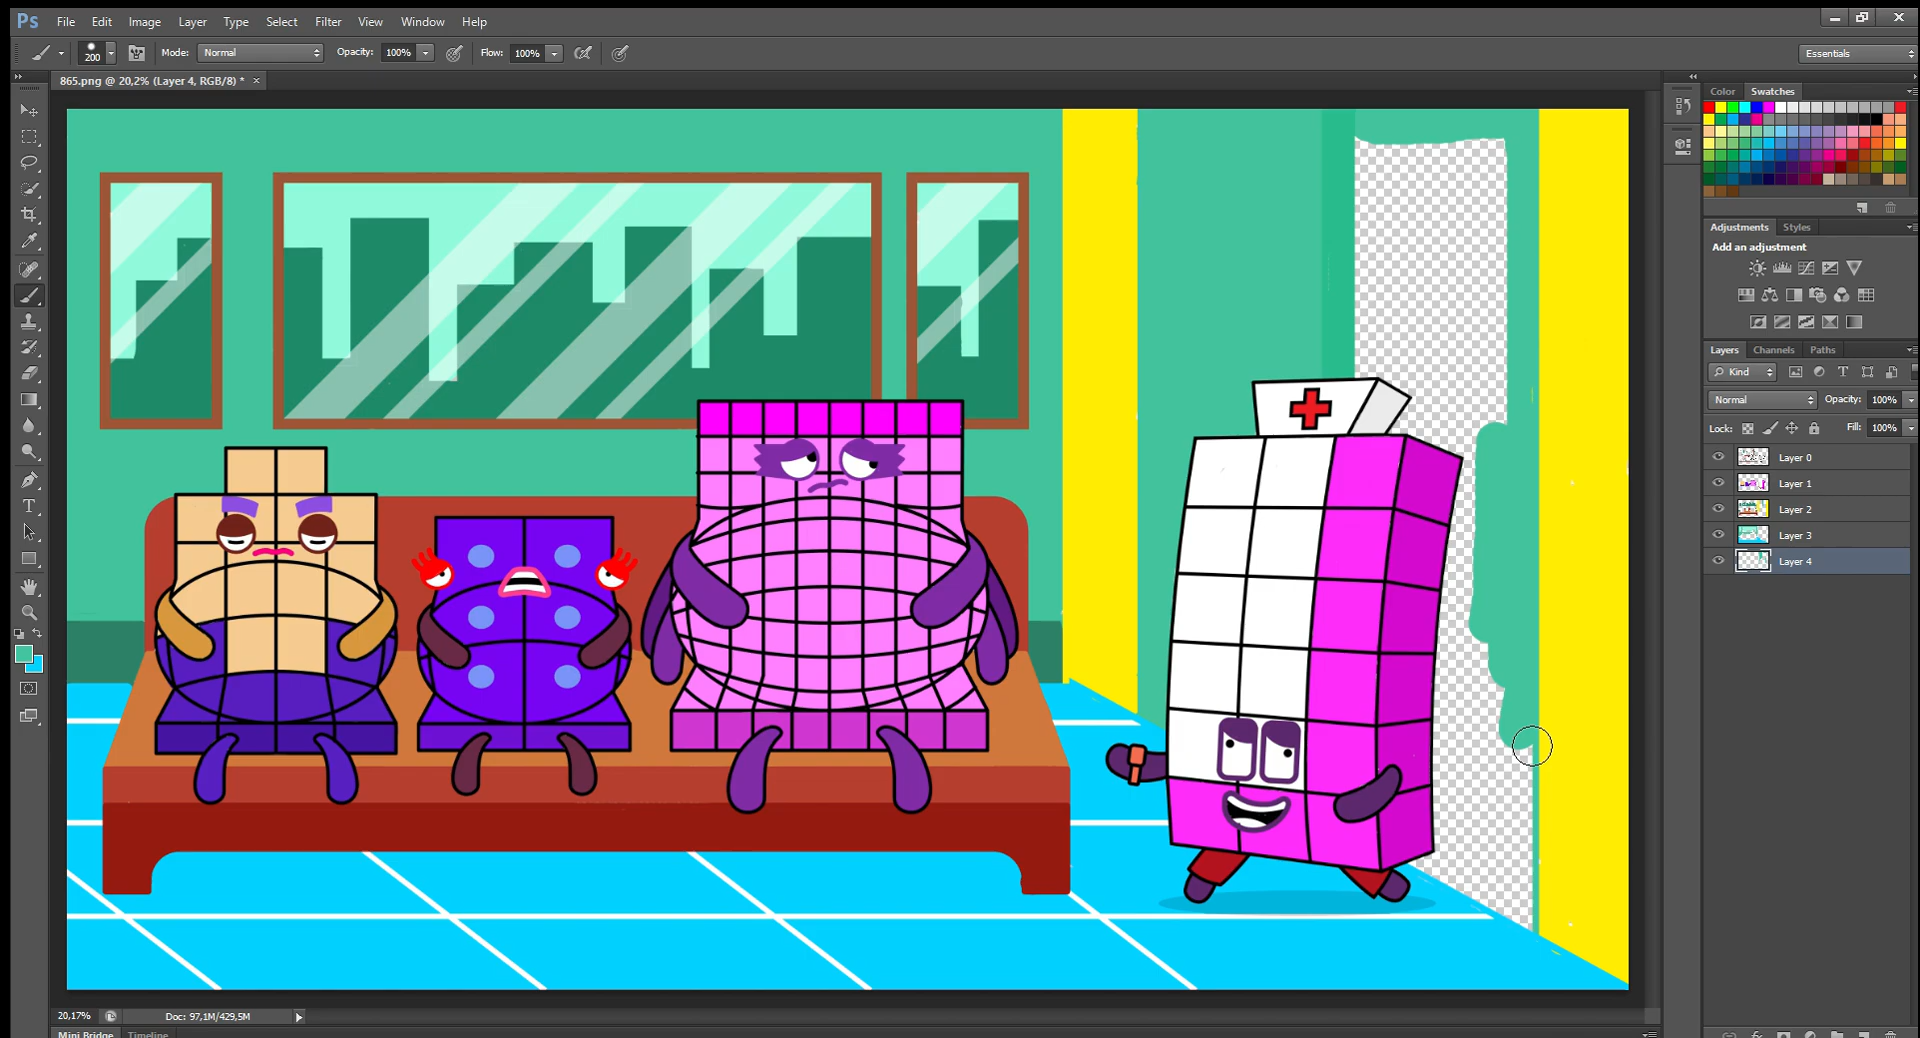 Ps File Edit Image Layer Type Select Filter View Window Help
200 Mode: Normal Opacity: 100% Flow: 100% Essentials
865.png @ 20,2% (Layer 4, RGB/8) * ×
Color Swatches
Adjustments Styles
Add an adjustment
Layers Channels Paths
Kind
Normal Opacity: 100%
Lock: Fill: 100%
Layer 0
Layer 1
Layer 2
Layer 3
Layer 4
20,17% Doc: 97,1M/429,5M
Mini Bridge Timeline